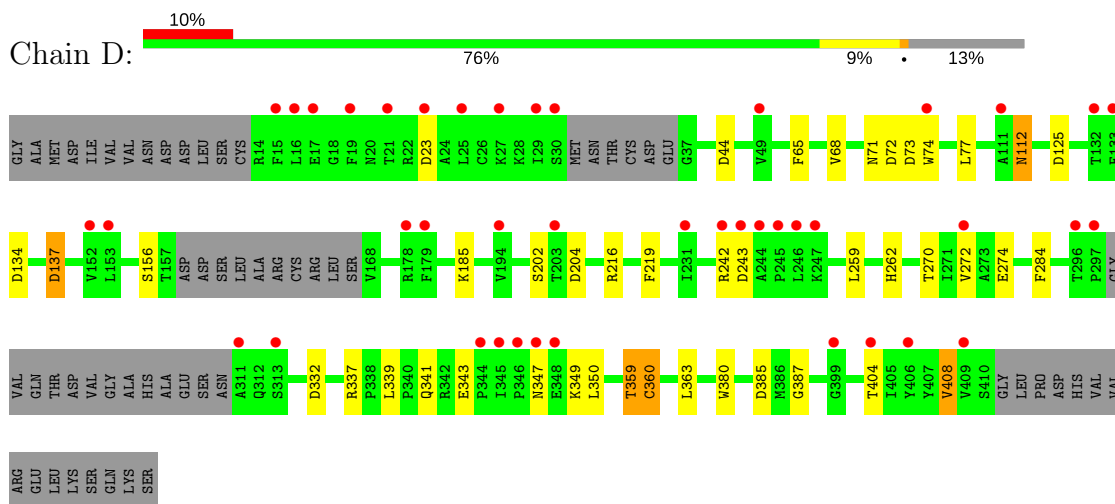 10%
Chain D:
76% 9% • 13%
GLY ALA MET ASP ILE VAL VAL ASN ASP ASP LEU SER CYS R14 F15 L16 E17 G18 F19 N20 T21 R22 D23 A24 L25 C26 K27 K28 I29 S30 MET ASN THR CYS ASP GLU G37 D44 V49 F65 V68 N71 D72 D73 W74 L77 A111 N112 D125 T132 E133
D134 D137 V152 L153 S156 T157 ASP ASP SER LEU ALA ARG CYS ARG LEU SER V168 R178 F179 K185 V194 S202 T203 D204 R216 F219 I231 R242 D243 A244 P245 L246 K247 L259 H262 T270 I271 V272 A273 E274 F284 T296 P297 GLY
VAL GLN THR ASP VAL GLY ALA HIS ALA GLU SER ASN A311 Q312 S313 D332 R337 P338 L339 P340 Q341 R342 E343 P344 I345 P346 N347 E348 K349 L350 T359 C360 L363 W380 D385 M386 G387 G399 T404 I405 Y406 Y407 V408 V409 S410 GLY LEU PRO ASP HIS VAL VAL
ARG GLU LEU LYS SER GLN LYS SER